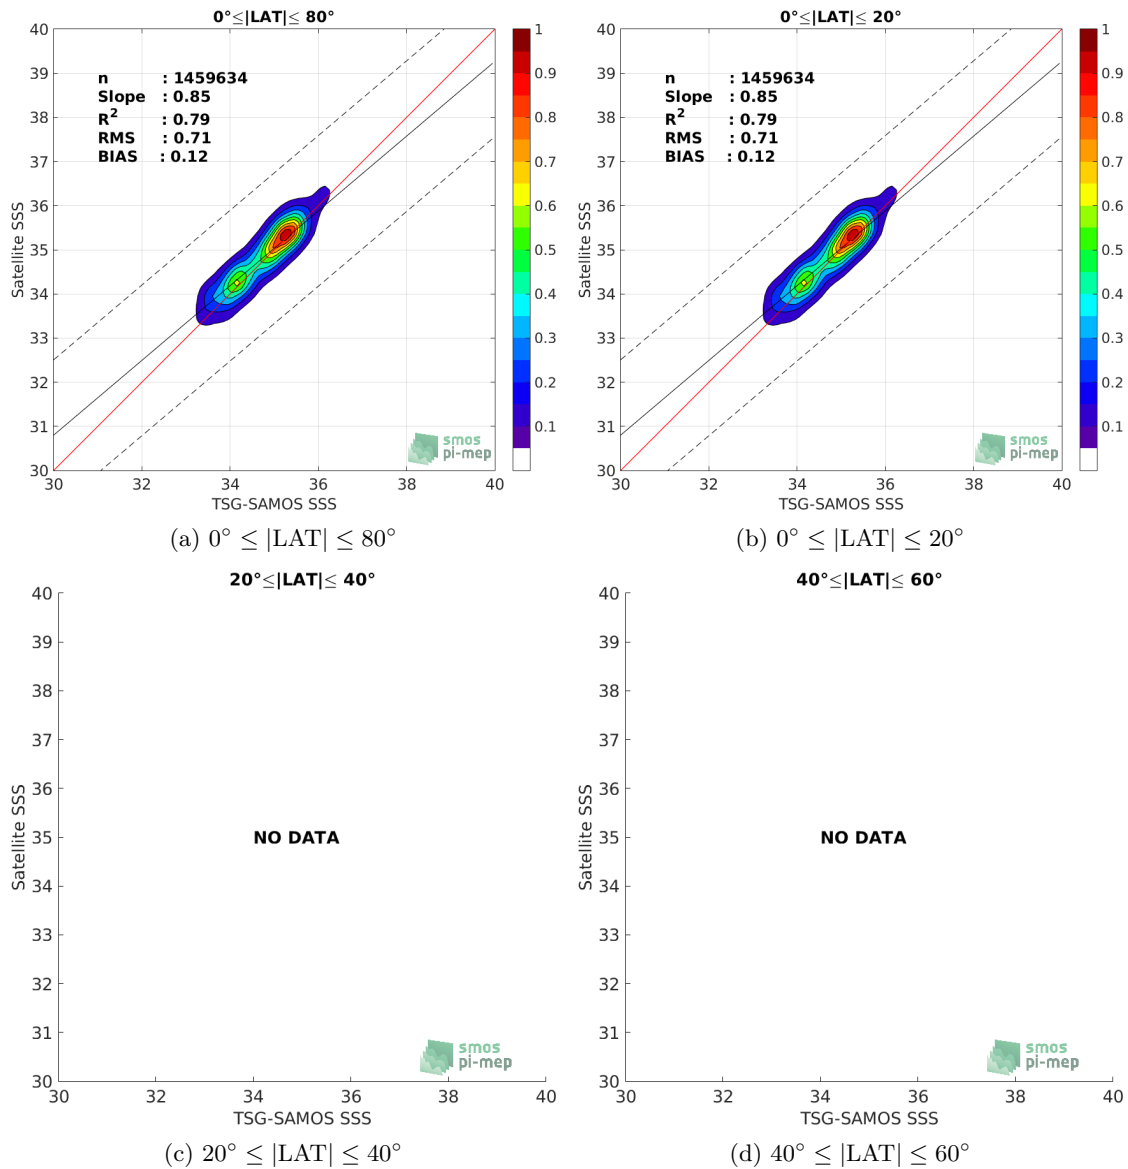 0°≤|LAT|≤ 80°
40
39
38
37
36
35
34
33
32
31
30
Satellite SSS
n : 1459634
Slope : 0.85
R² : 0.79
RMS : 0.71
BIAS : 0.12
smos
pi-mep
30 32 34 36 38 40
TSG-SAMOS SSS
1
0.9
0.8
0.7
0.6
0.5
0.4
0.3
0.2
0.1
(a) 0° ≤ |LAT| ≤ 80°
0°≤|LAT|≤ 20°
40
39
38
37
36
35
34
33
32
31
30
Satellite SSS
n : 1459634
Slope : 0.85
R² : 0.79
RMS : 0.71
BIAS : 0.12
smos
pi-mep
30 32 34 36 38 40
TSG-SAMOS SSS
1
0.9
0.8
0.7
0.6
0.5
0.4
0.3
0.2
0.1
(b) 0° ≤ |LAT| ≤ 20°
20°≤|LAT|≤ 40°
40
39
38
37
36
35
34
33
32
31
30
Satellite SSS
NO DATA
smos
pi-mep
30 32 34 36 38 40
TSG-SAMOS SSS
(c) 20° ≤ |LAT| ≤ 40°
40°≤|LAT|≤ 60°
40
39
38
37
36
35
34
33
32
31
30
Satellite SSS
NO DATA
smos
pi-mep
30 32 34 36 38 40
TSG-SAMOS SSS
(d) 40° ≤ |LAT| ≤ 60°